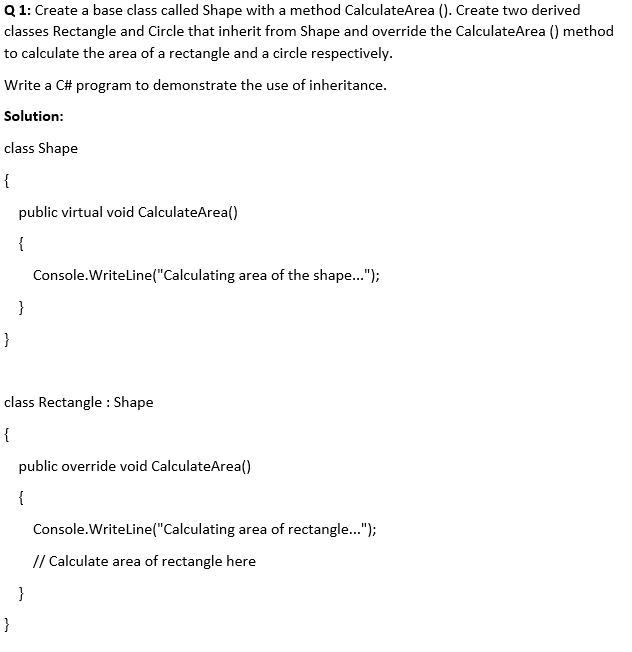 Q 1: Create a base class called Shape with a method CalculateArea (). Create two derived
classes Rectangle and Circle that inherit from Shape and override the CalculateArea () method
to calculate the area of a rectangle and a circle respectively.
Write a C# program to demonstrate the use of inheritance.
Solution:
class Shape
{
public virtual void CalculateArea()
{
Console.WriteLine("Calculating area of the shape...");
}
}
class Rectangle : Shape
{
public override void CalculateArea()
{
Console.WriteLine("Calculating area of rectangle...");
// Calculate area of rectangle here
}
}